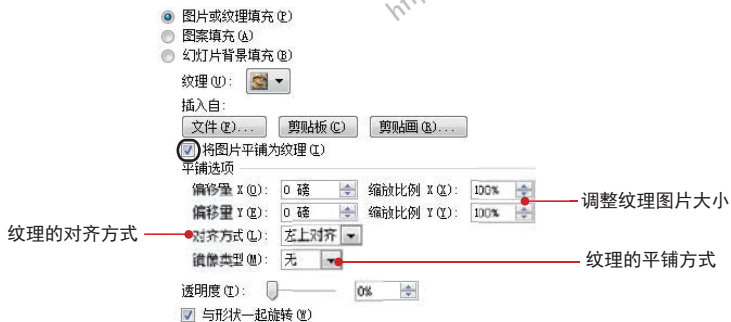 图片或纹理填充(P)
图案填充(A)
幻灯片背景填充(B)
纹理(U):
插入自:
文件(F)... 剪贴板(C) 剪贴画(R)...
将图片平铺为纹理(I)
平铺选项
偏移量 X(O): 0 磅 缩放比例 X(X): 100%
调整纹理图片大小
偏移量 Y(E): 0 磅 缩放比例 Y(Y): 100%
纹理的对齐方式 对齐方式(L): 左上对齐
镜像类型(M): 无 纹理的平铺方式
透明度(T): 0%
与形状一起旋转(W)